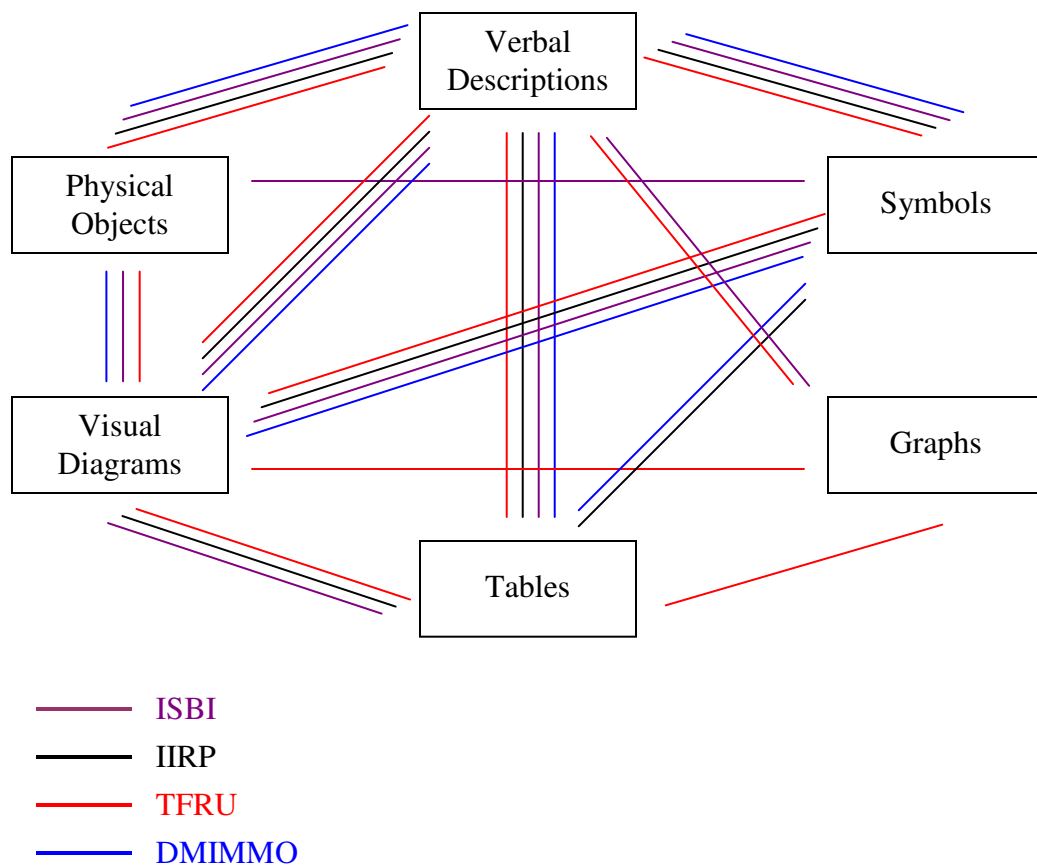 Verbal
Descriptions
Physical
Objects
Symbols
Visual
Diagrams
Graphs
Tables
ISBI
IIRP
TFRU
DMIMMO